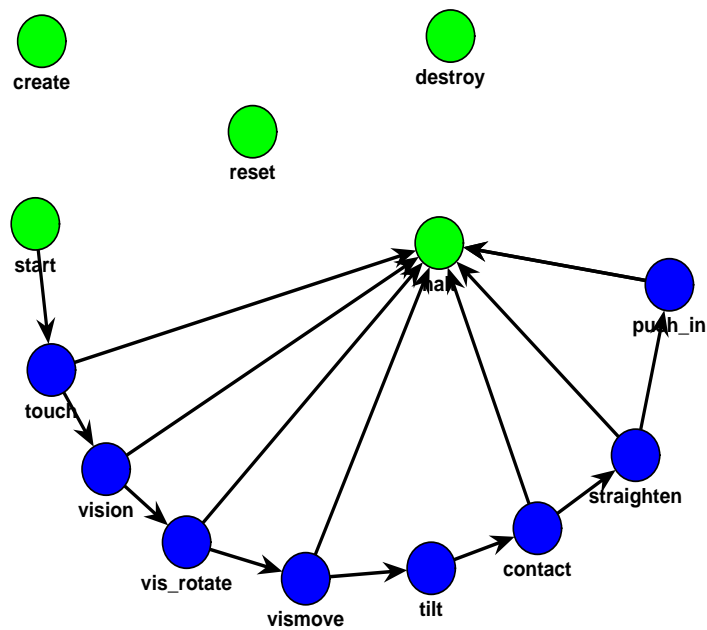 create
destroy
reset
start
push_in
touch
straighten
vision
contact
vis_rotate
tilt
vismove